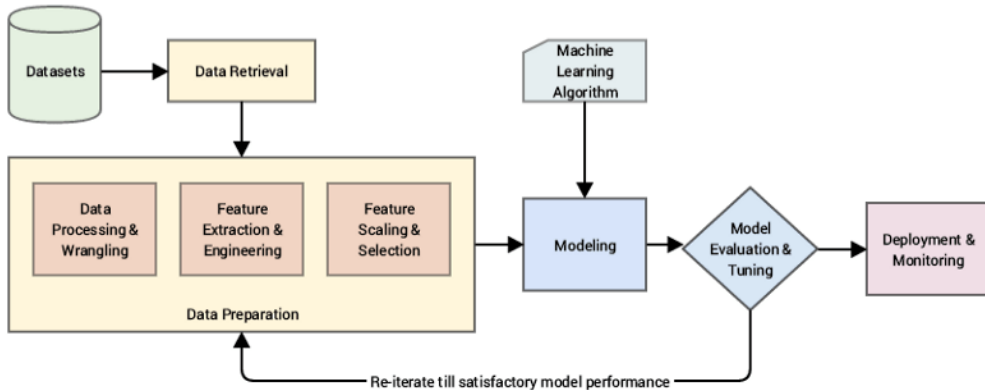 Datasets
Data Retrieval
Machine
Learning
Algorithm
Data
Processing &
Wrangling
Feature
Extraction &
Engineering
Feature
Scaling &
Selection
Data Preparation
Modeling
Model
Evaluation &
Tuning
Deployment &
Monitoring
Re-iterate till satisfactory model performance